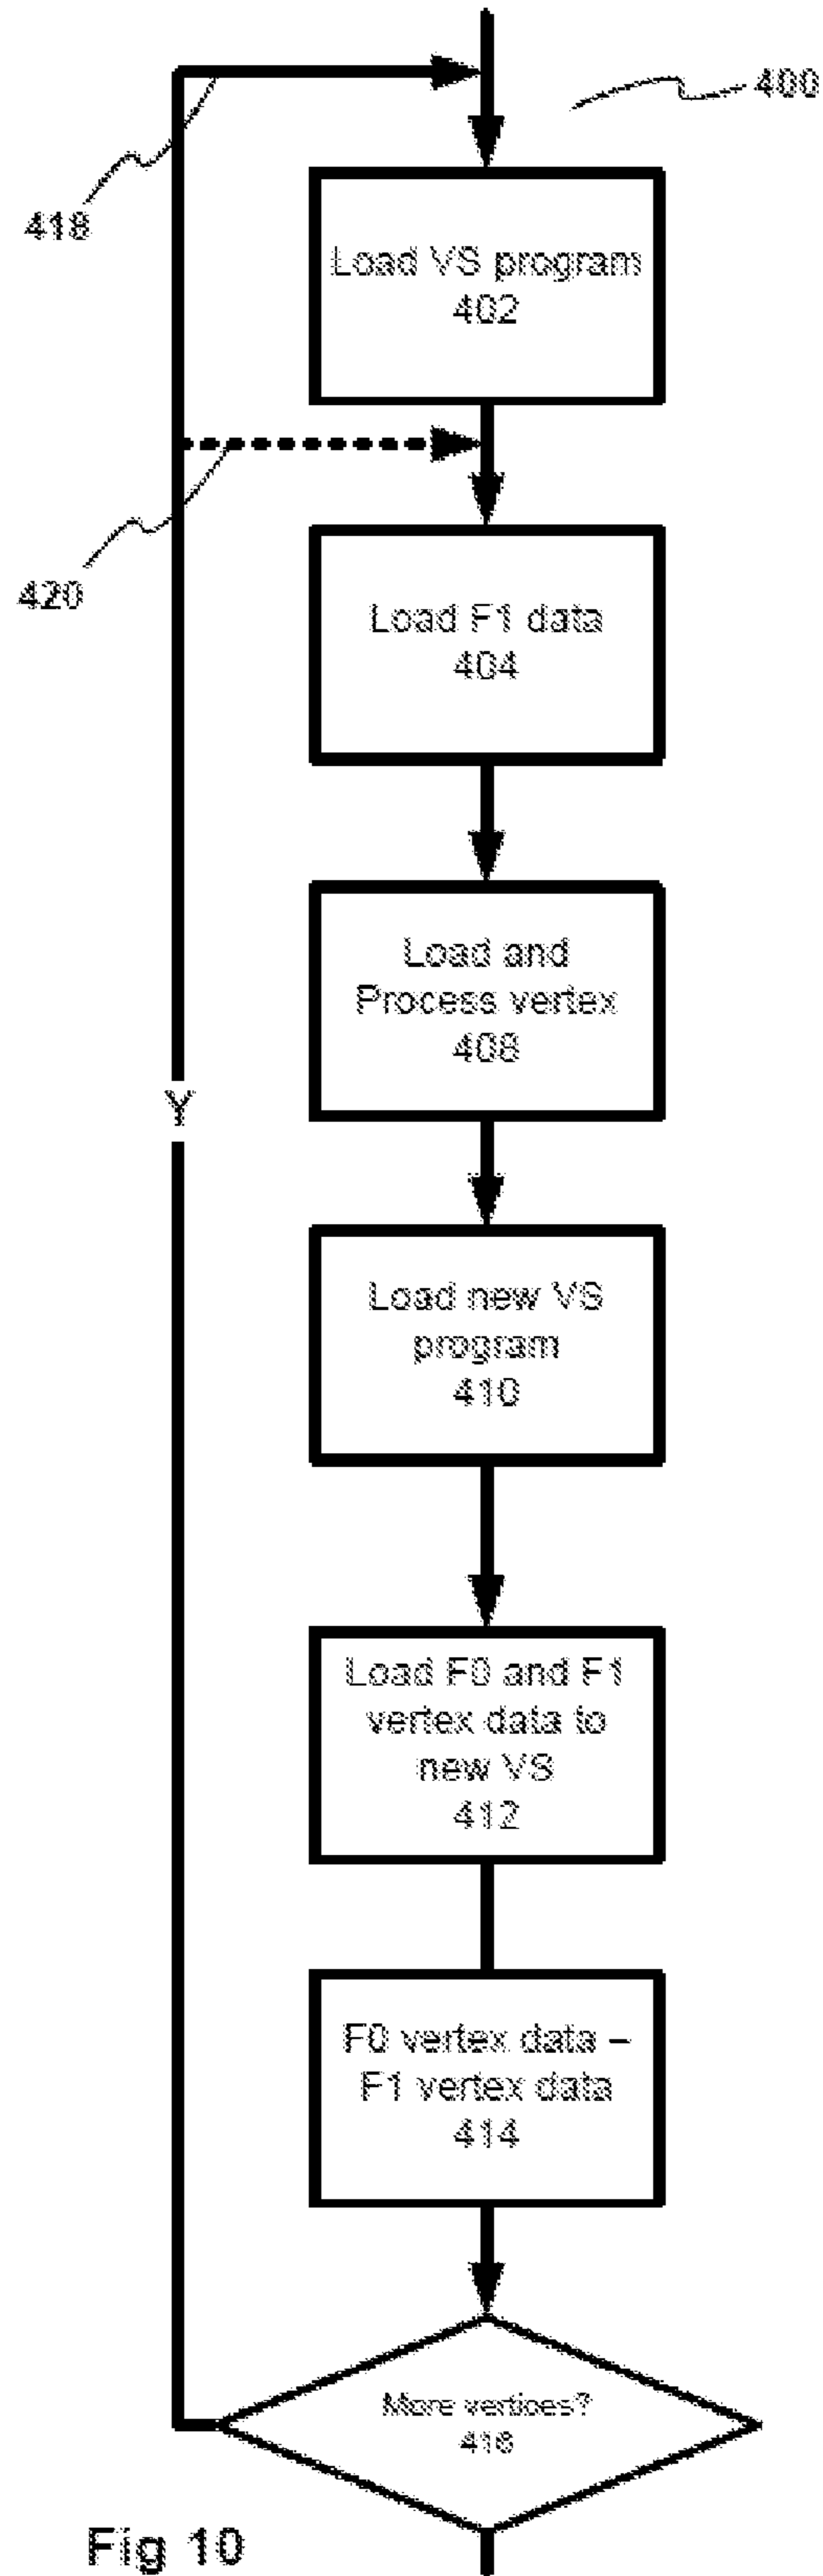 400
418
Load VS program
402
420
Load F1 data
404
Load and
Process vertex
408
Y
Load new VS
program
410
Load F0 and F1
vertex data to
new VS
412
F0 vertex data –
F1 vertex data
414
More vertices?
416
Fig 10